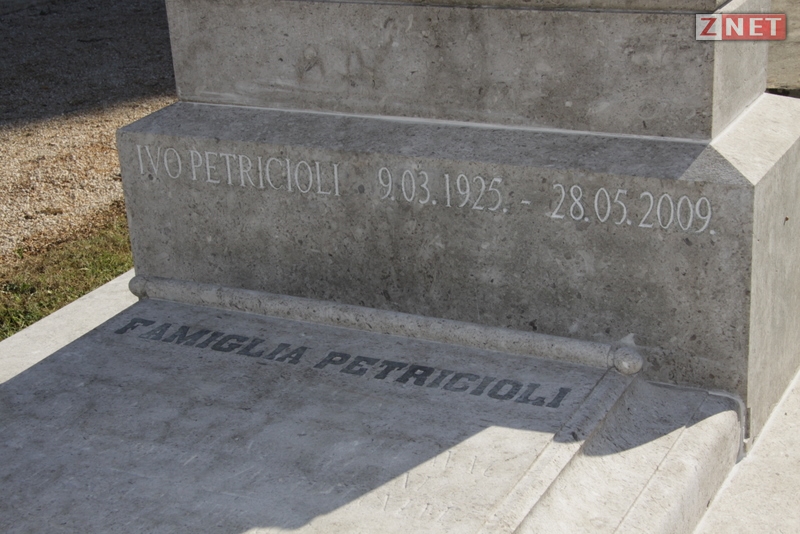 ZNET
IVO PETRICIOLI 9.03.1925. - 28.05.2009.
FAMIGLIA PETRICIOLI